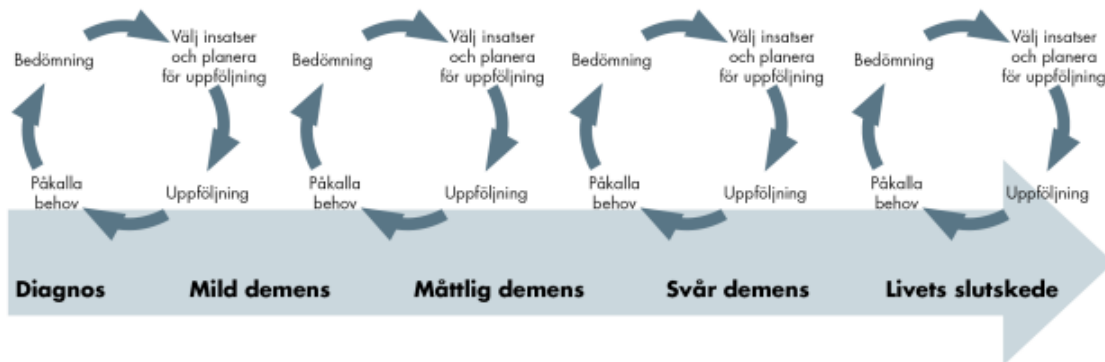 Bedömning
Välj insatser
och planera
för uppföljning
Påkalla
behov
Uppföljning
Bedömning
Välj insatser
och planera
för uppföljning
Påkalla
behov
Uppföljning
Bedömning
Välj insatser
och planera
för uppföljning
Påkalla
behov
Uppföljning
Bedömning
Välj insatser
och planera
för uppföljning
Påkalla
behov
Uppföljning
Diagnos
Mild demens
Måttlig demens
Svår demens
Livets slutskede